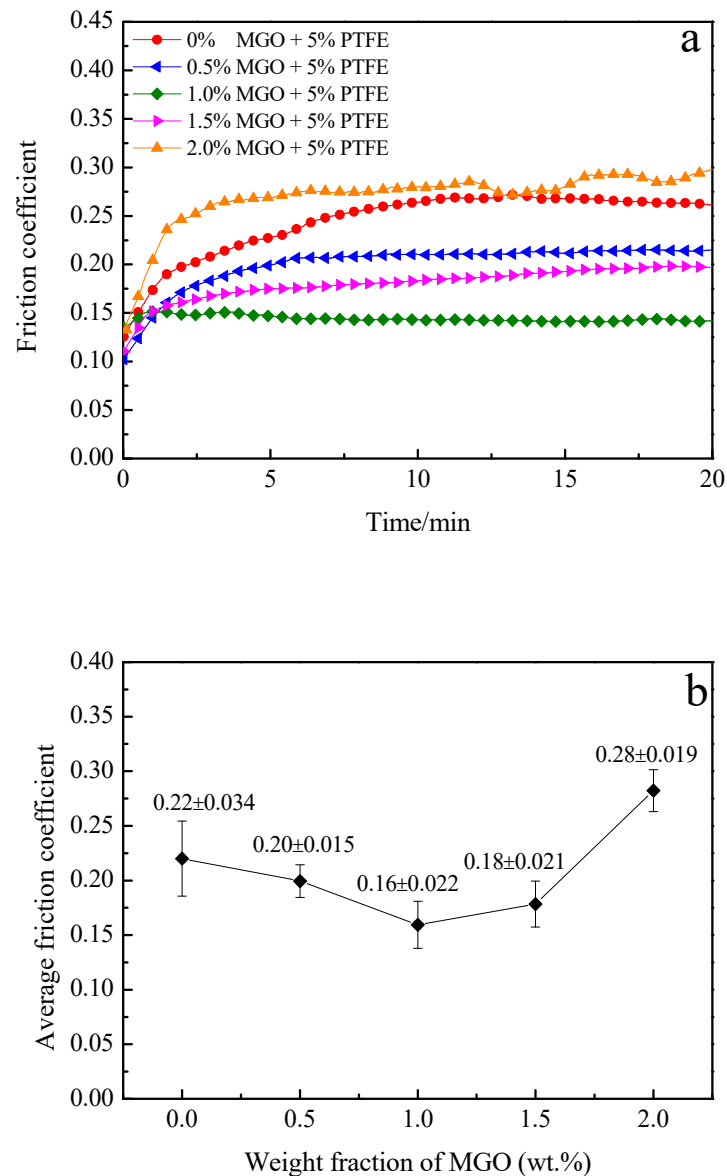 a
0% MGO + 5% PTFE
0.5% MGO + 5% PTFE
1.0% MGO + 5% PTFE
1.5% MGO + 5% PTFE
2.0% MGO + 5% PTFE
0.45
0.40
0.35
0.30
0.25
0.20
0.15
0.10
0.05
0.00
Friction coefficient
0 5 10 15 20
Time/min
b
0.40
0.35
0.30
0.25
0.20
0.15
0.10
0.05
0.00
Average friction coefficient
0.22±0.034
0.20±0.015
0.16±0.022
0.18±0.021
0.28±0.019
0.0 0.5 1.0 1.5 2.0
Weight fraction of MGO (wt.%)